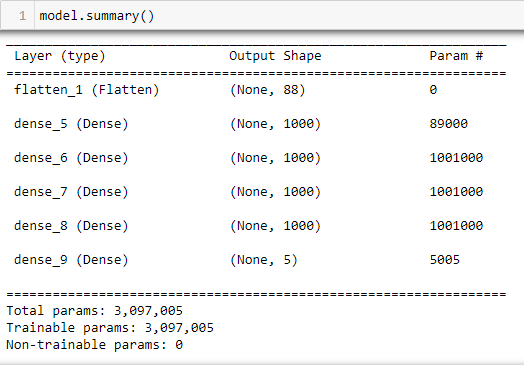 1 model.summary()
Layer (type) Output Shape Param #
=================================================================
flatten_1 (Flatten) (None, 88) 0
dense_5 (Dense) (None, 1000) 89000
dense_6 (Dense) (None, 1000) 1001000
dense_7 (Dense) (None, 1000) 1001000
dense_8 (Dense) (None, 1000) 1001000
dense_9 (Dense) (None, 5) 5005
=================================================================
Total params: 3,097,005
Trainable params: 3,097,005
Non-trainable params: 0